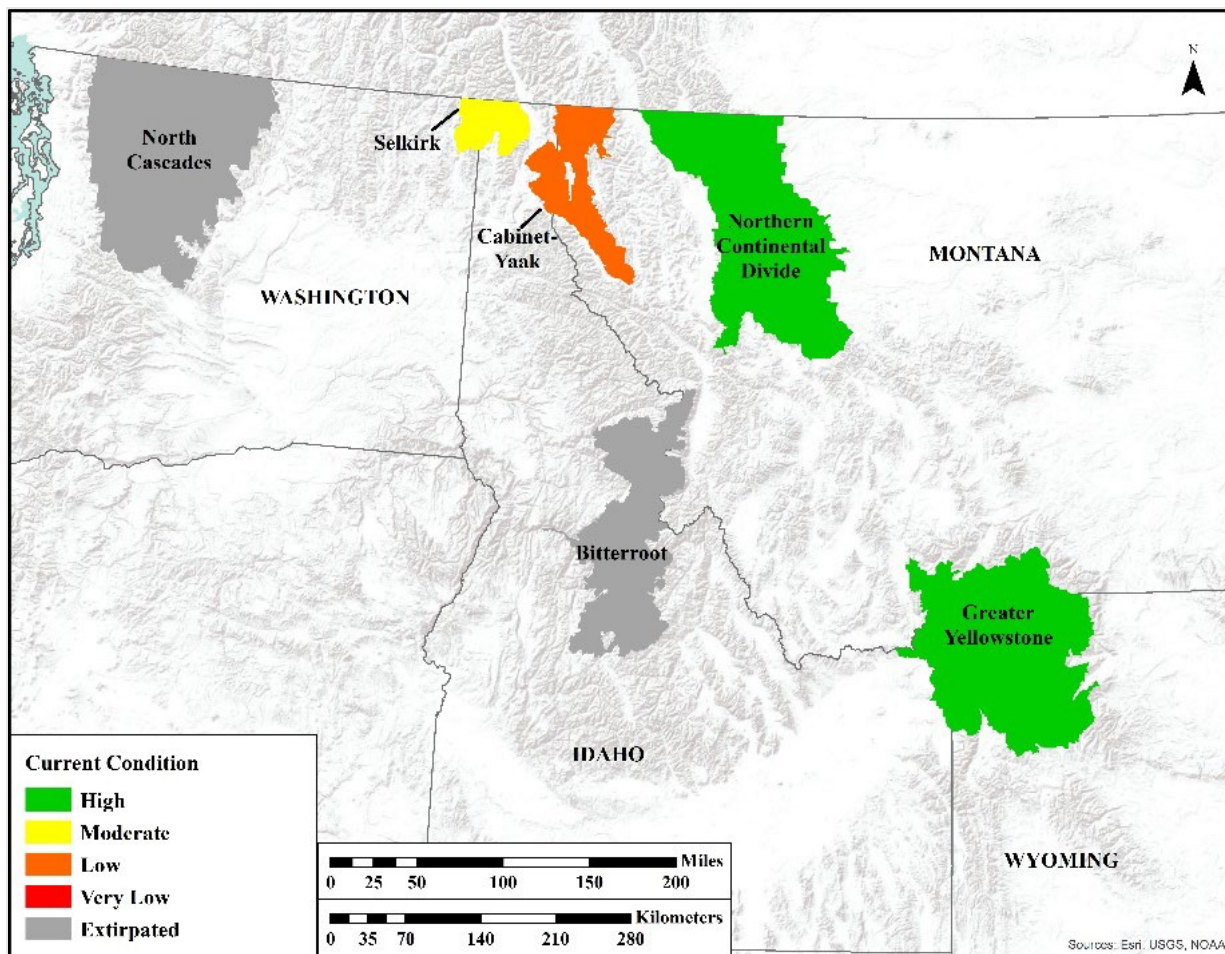 N
North
Cascades
Selkirk
Cabinet-
Yaak
Northern
Continental
Divide
MONTANA
WASHINGTON
Bitterroot
Greater
Yellowstone
IDAHO
WYOMING
Current Condition
High
Moderate
Low
Very Low
Extirpated
Miles
0 25 50 100 150 200
Kilometers
0 35 70 140 210 280
Sources: Esri, USGS, NOAA